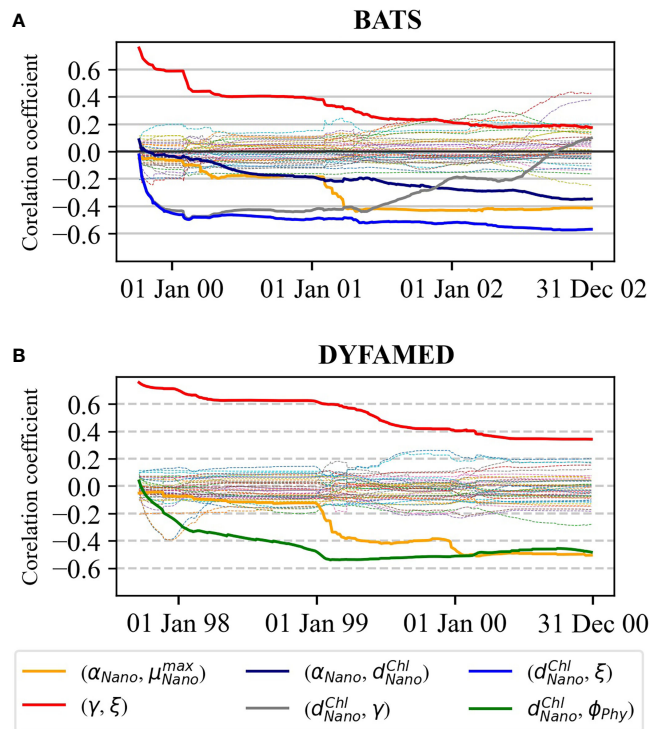 A
BATS
Corelation coefficient
0.6
0.4
0.2
0.0
−0.2
−0.4
−0.6
01 Jan 00 01 Jan 01 01 Jan 02 31 Dec 02
B
DYFAMED
Corelation coefficient
0.6
0.4
0.2
0.0
−0.2
−0.4
−0.6
01 Jan 98 01 Jan 99 01 Jan 00 31 Dec 00
(α_Nano, μ^max_Nano) (α_Nano, d^Chl_Nano) (d^Chl_Nano, ξ)
(γ, ξ) (d^Chl_Nano, γ) d^Chl_Nano, ϕ_Phy)